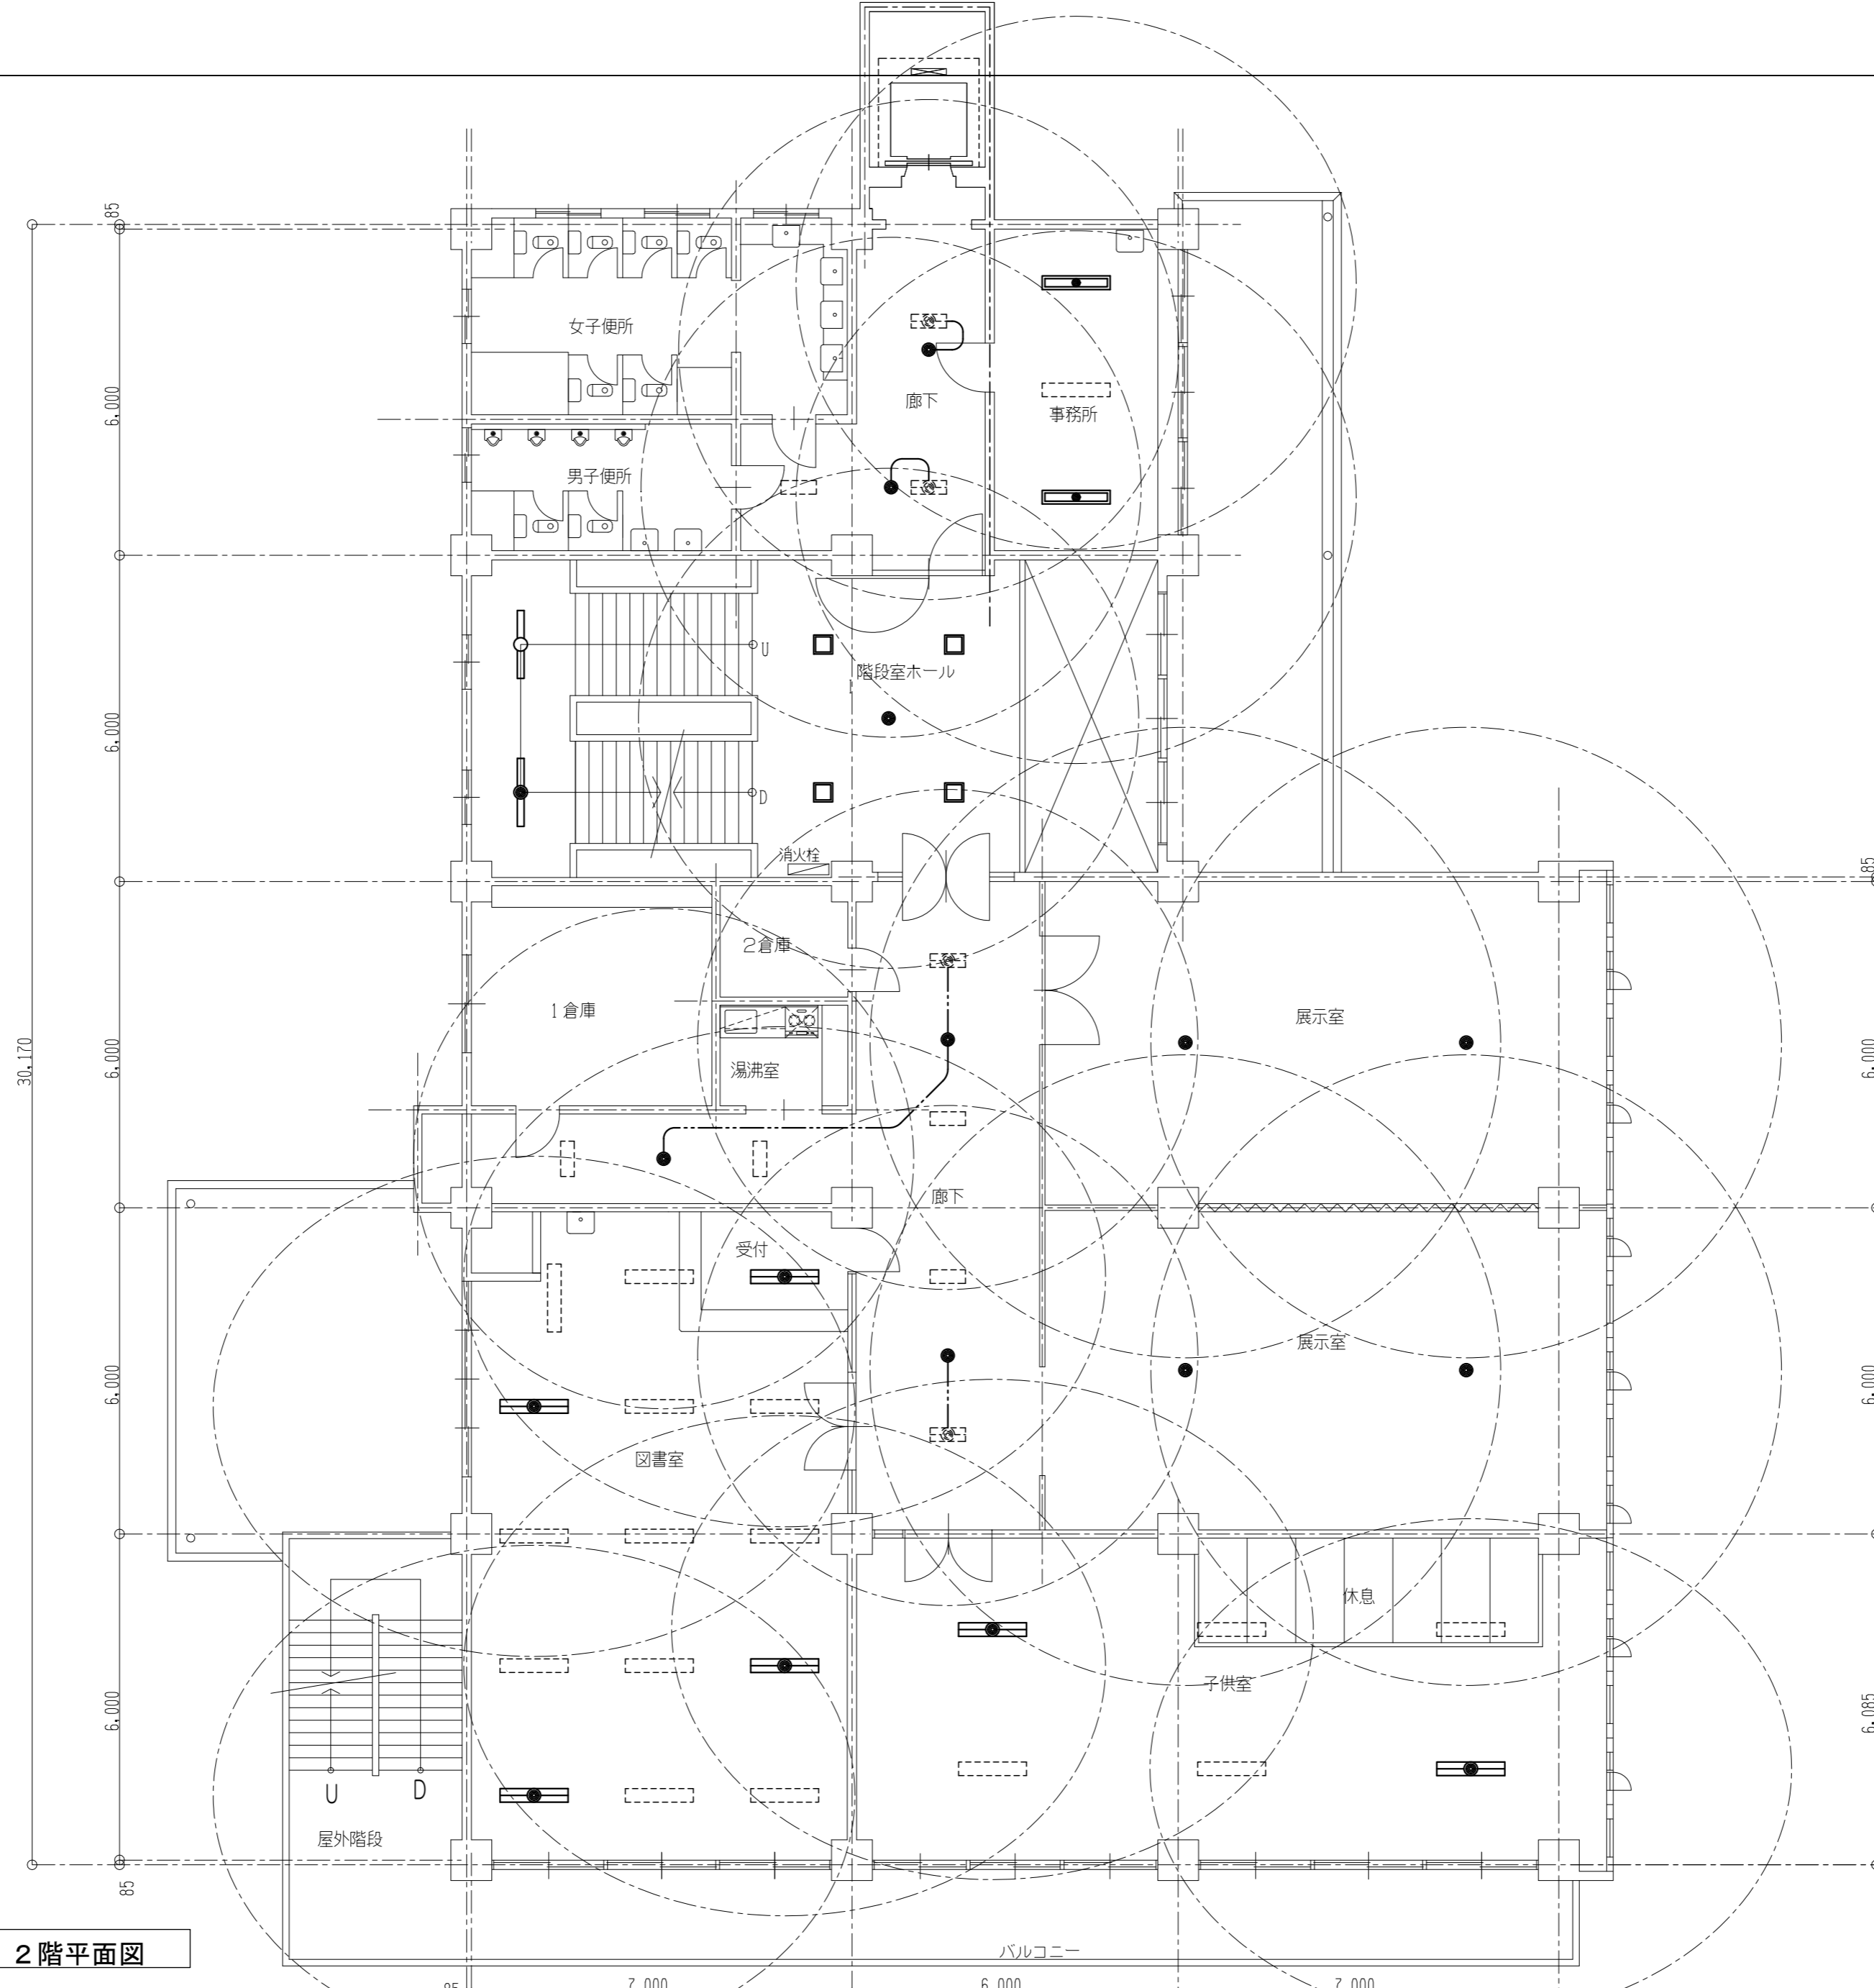 85
6,000
女子便所
廊下
事務所
男子便所
U
階段室ホール
6,000
D
消火栓
85
2倉庫
1倉庫
展示室
30,170
6,000
湯沸室
6,000
廊下
受付
展示室
6,000
6,000
図書室
休息
子供室
6,000
6,085
U
D
屋外階段
85
2階平面図
バルコニー
7,000
6,000
7,000